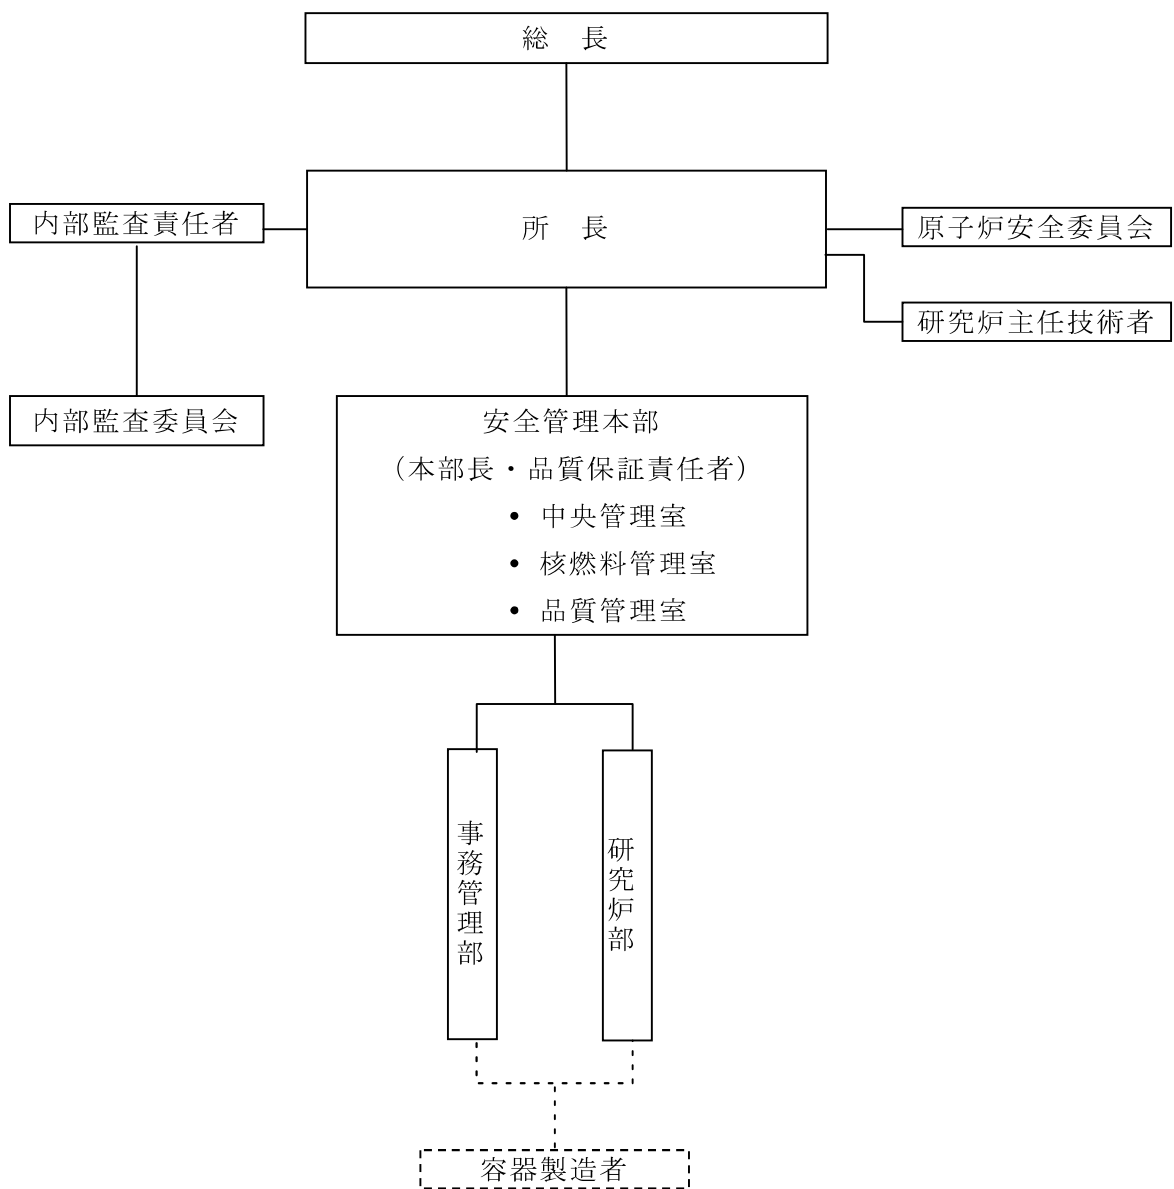 総　長
内部監査責任者
所　長
原子炉安全委員会
研究炉主任技術者
内部監査委員会
安全管理本部
（本部長・品質保証責任者）
• 中央管理室
• 核燃料管理室
• 品質管理室
事務管理部
研究炉部
容器製造者